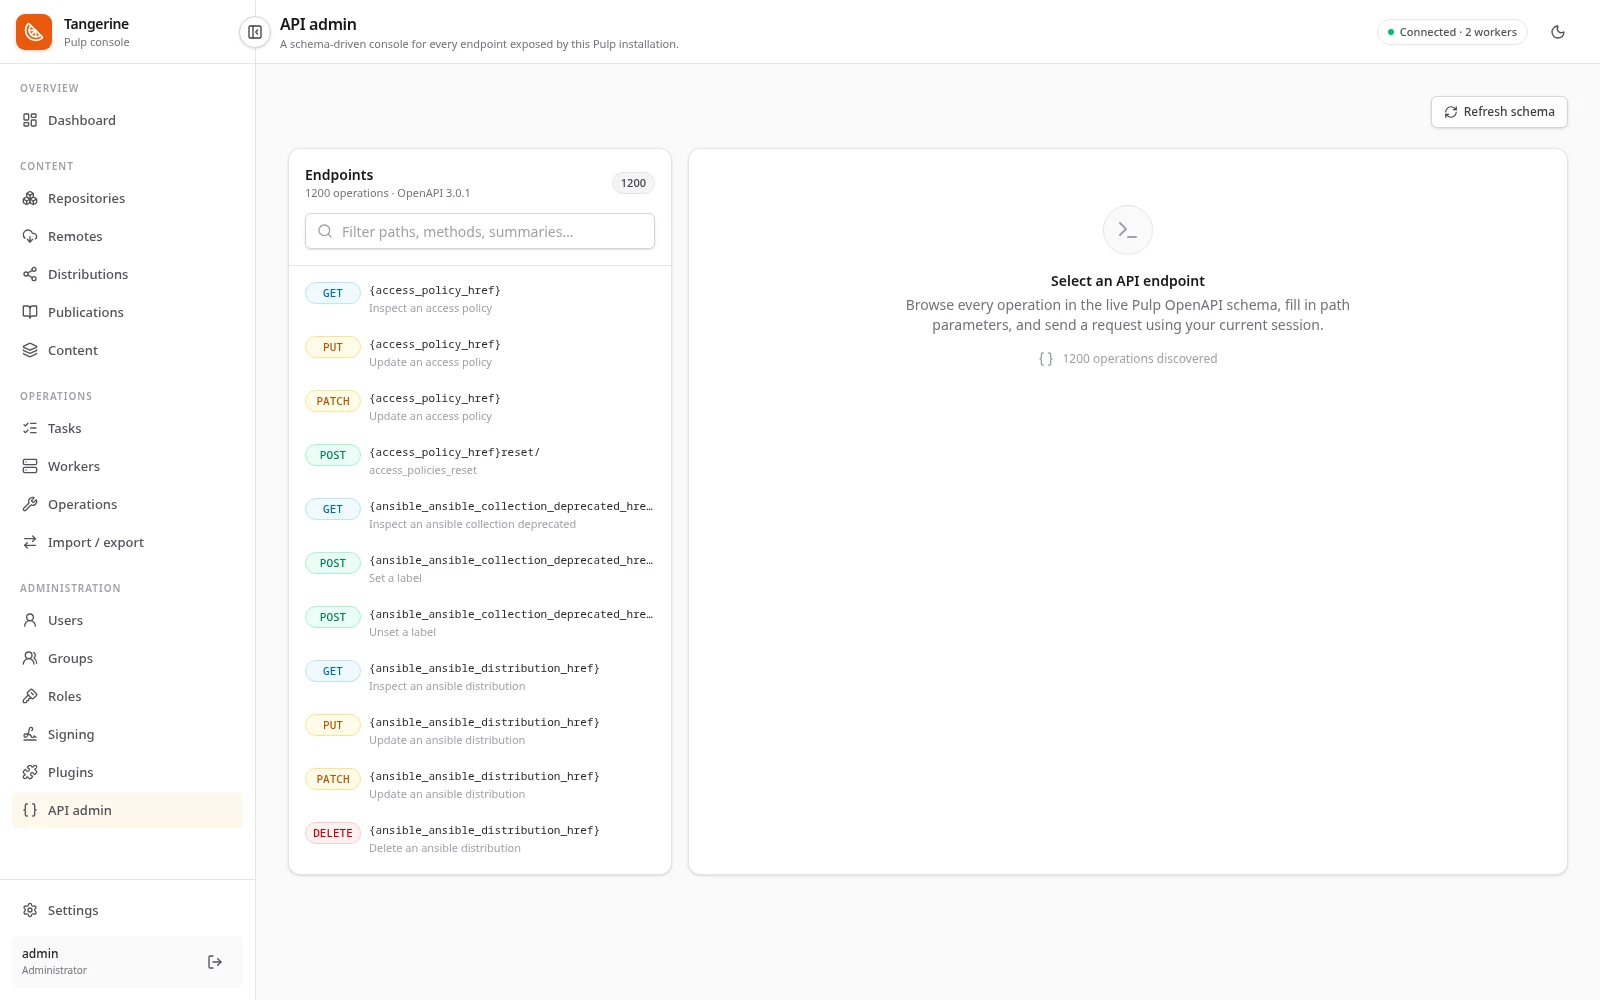 Tangerine
Pulp console
API admin
A schema-driven console for every endpoint exposed by this Pulp installation.
Connected · 2 workers
OVERVIEW
Dashboard
CONTENT
Repositories
Remotes
Distributions
Publications
Content
OPERATIONS
Tasks
Workers
Operations
Import / export
ADMINISTRATION
Users
Groups
Roles
Signing
Plugins
API admin
Settings
admin
Administrator
Refresh schema
Endpoints
1200 operations · OpenAPI 3.0.1
1200
Filter paths, methods, summaries...
GET {access_policy_href}
Inspect an access policy
PUT {access_policy_href}
Update an access policy
PATCH {access_policy_href}
Update an access policy
POST {access_policy_href}reset/
access_policies_reset
GET {ansible_ansible_collection_deprecated_hre…
Inspect an ansible collection deprecated
POST {ansible_ansible_collection_deprecated_hre…
Set a label
POST {ansible_ansible_collection_deprecated_hre…
Unset a label
GET {ansible_ansible_distribution_href}
Inspect an ansible distribution
PUT {ansible_ansible_distribution_href}
Update an ansible distribution
PATCH {ansible_ansible_distribution_href}
Update an ansible distribution
DELETE {ansible_ansible_distribution_href}
Delete an ansible distribution
Select an API endpoint
Browse every operation in the live Pulp OpenAPI schema, fill in path
parameters, and send a request using your current session.
1200 operations discovered